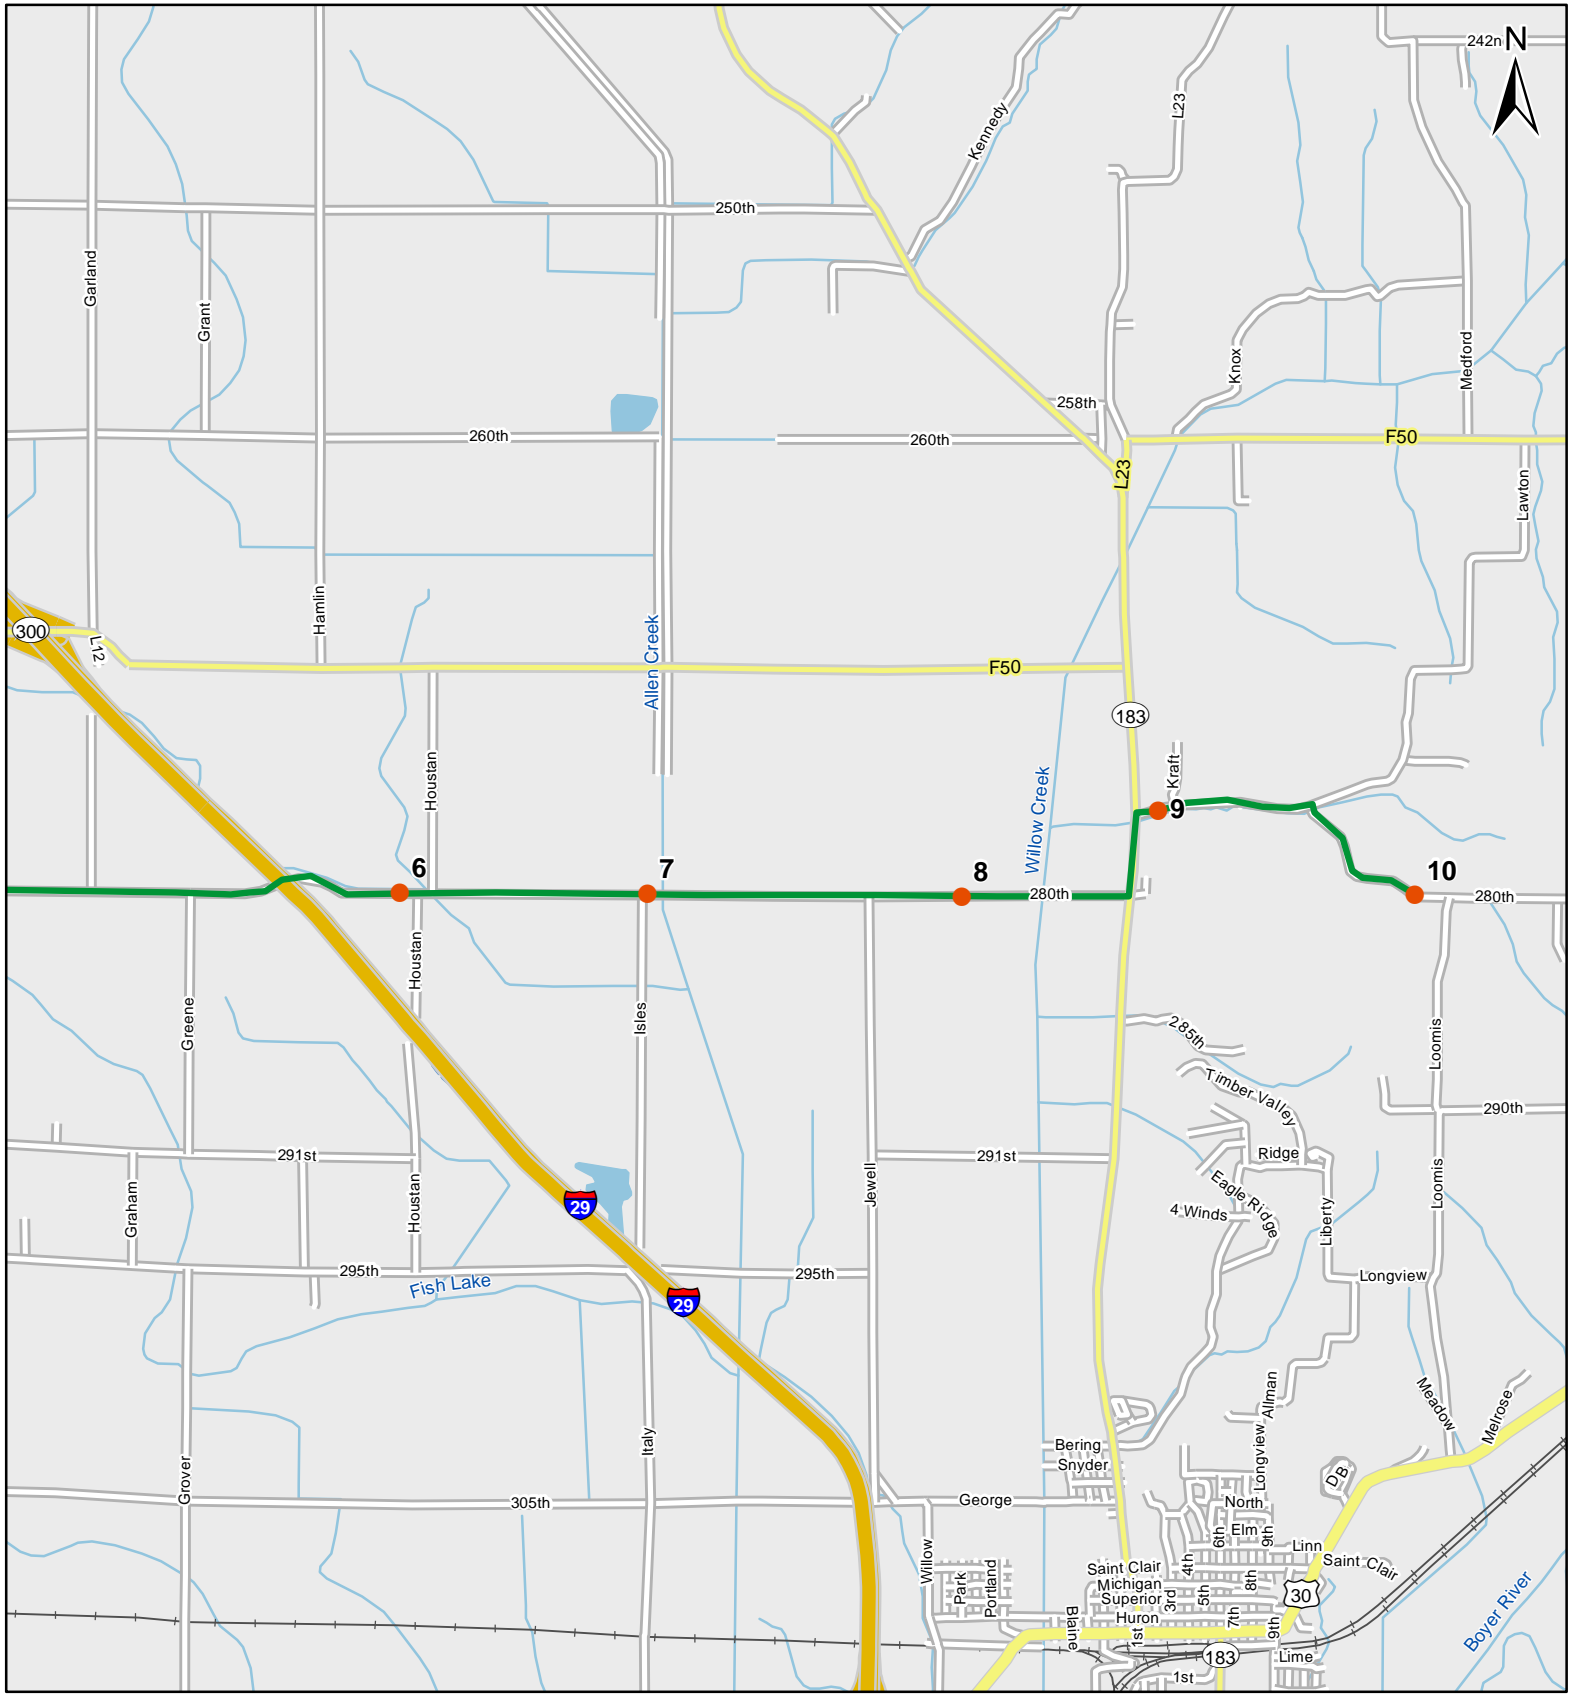 242n
N
L23
Kennedy
250th
Garland
Grant
Knox
Medford
258th
260th
260th
F50
L23
Lawton
Hamlin
300
L12
Allen Creek
F50
183
Houstan
Willow Creek
Kraft
9
6
7
8
10
280th
280th
Houstan
Greene
Isles
285th
Loomis
Timber Valley
290th
291st
291st
Ridge
Jewell
Graham
Houstan
29
Eagle Ridge
4 Winds
Liberty
Loomis
295th
295th
Longview
Fish Lake
29
Allman
Meadow
Melrose
Italy
Bering
Snyder
Longview
Grover
D B
305th
George
North
6th
Elm
9th
Willow
Linn
Saint Clair
Saint Clair
4th
Michigan
8th
Park
Portland
Superior
3rd
5th
30
Huron
7th
Blaine
1st
9th
Boyer River
183
Lime
1st